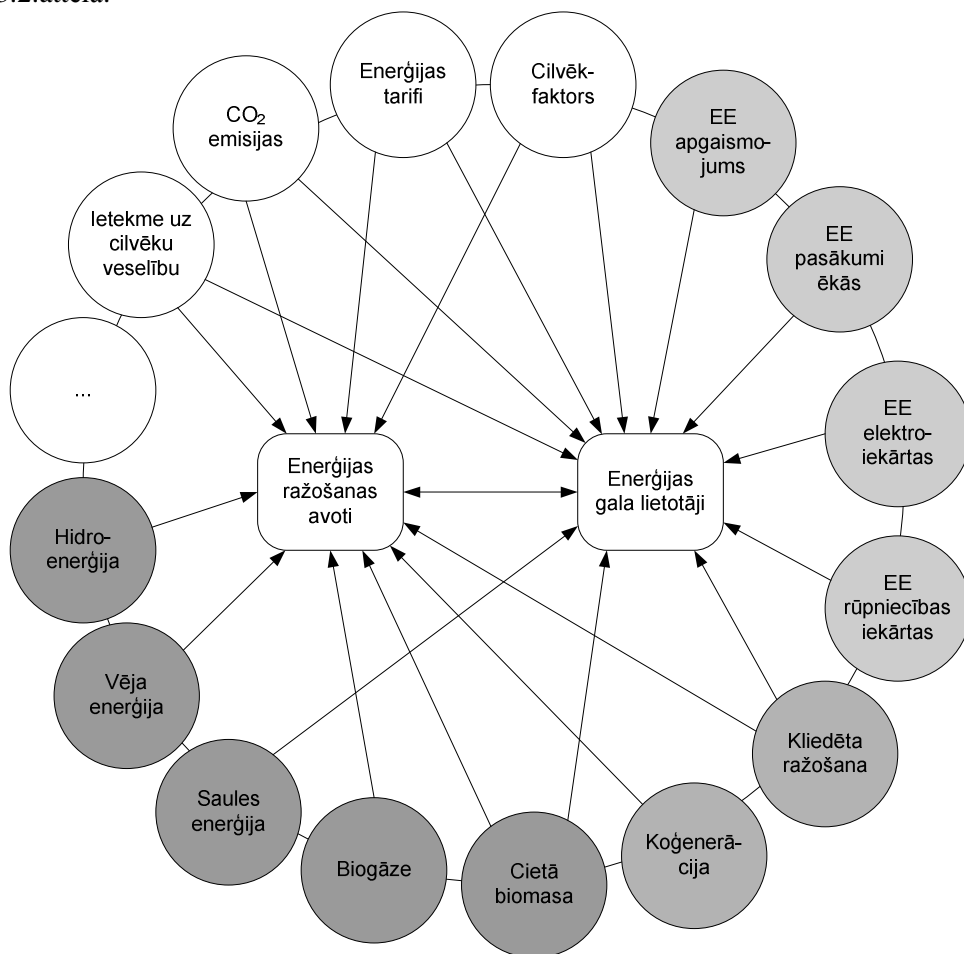 Enerģijas
tarifi
Cilvēk-
faktors
CO₂
emisijas
EE
apgaismo-
jums
Ietekme uz
cilvēku
veselību
EE
pasākumi
ēkās
...
EE
elektro-
iekārtas
Enerģijas
ražošanas
avoti
Enerģijas
gala lietotāji
Hidro-
enerģija
EE
rūpniecības
iekārtas
Vēja
enerģija
Kliedēta
ražošana
Saules
enerģija
Biogāze
Cietā
biomasa
Koģenerā-
cija